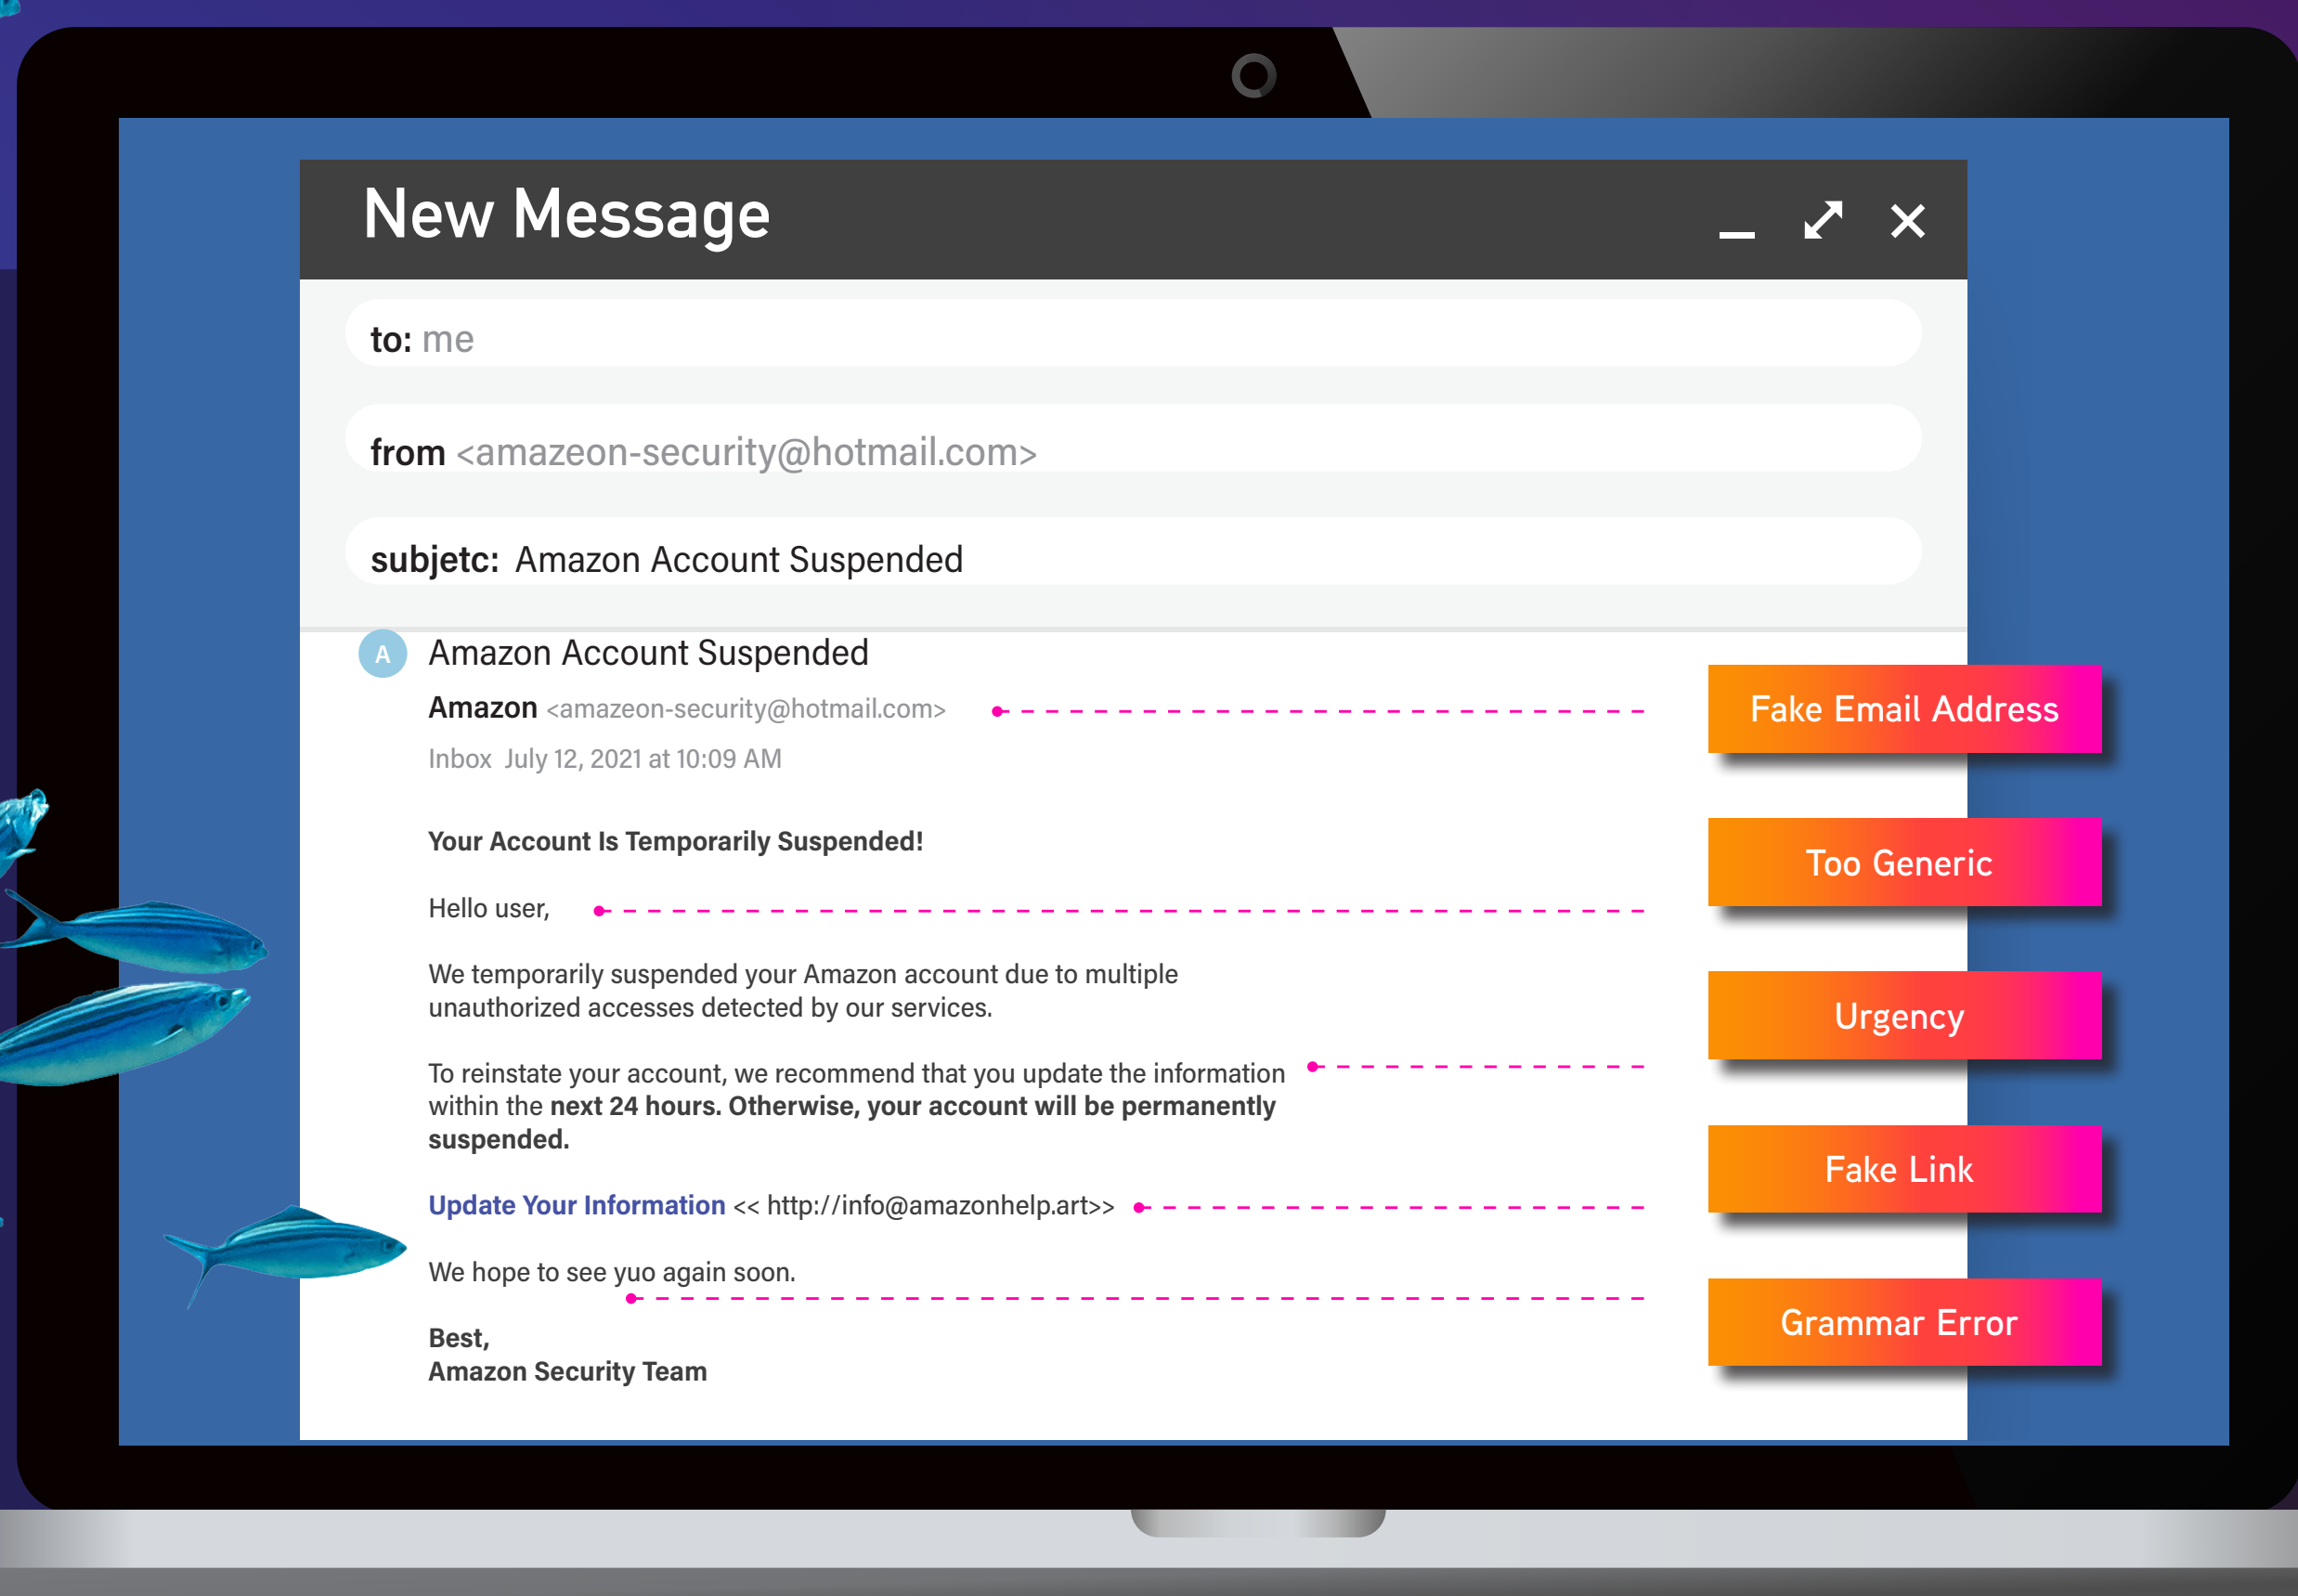 New Message
to: me
from <amazeon-security@hotmail.com>
subjetc: Amazon Account Suspended
A Amazon Account Suspended
Amazon <amazeon-security@hotmail.com>
Fake Email Address
Inbox July 12, 2021 at 10:09 AM
Your Account Is Temporarily Suspended!
Hello user,
Too Generic
We temporarily suspended your Amazon account due to multiple
unauthorized accesses detected by our services.
To reinstate your account, we recommend that you update the information
within the next 24 hours. Otherwise, your account will be permanently
suspended.
Urgency
Update Your Information << http://info@amazonhelp.art>>
Fake Link
We hope to see yuo again soon.
Grammar Error
Best,
Amazon Security Team